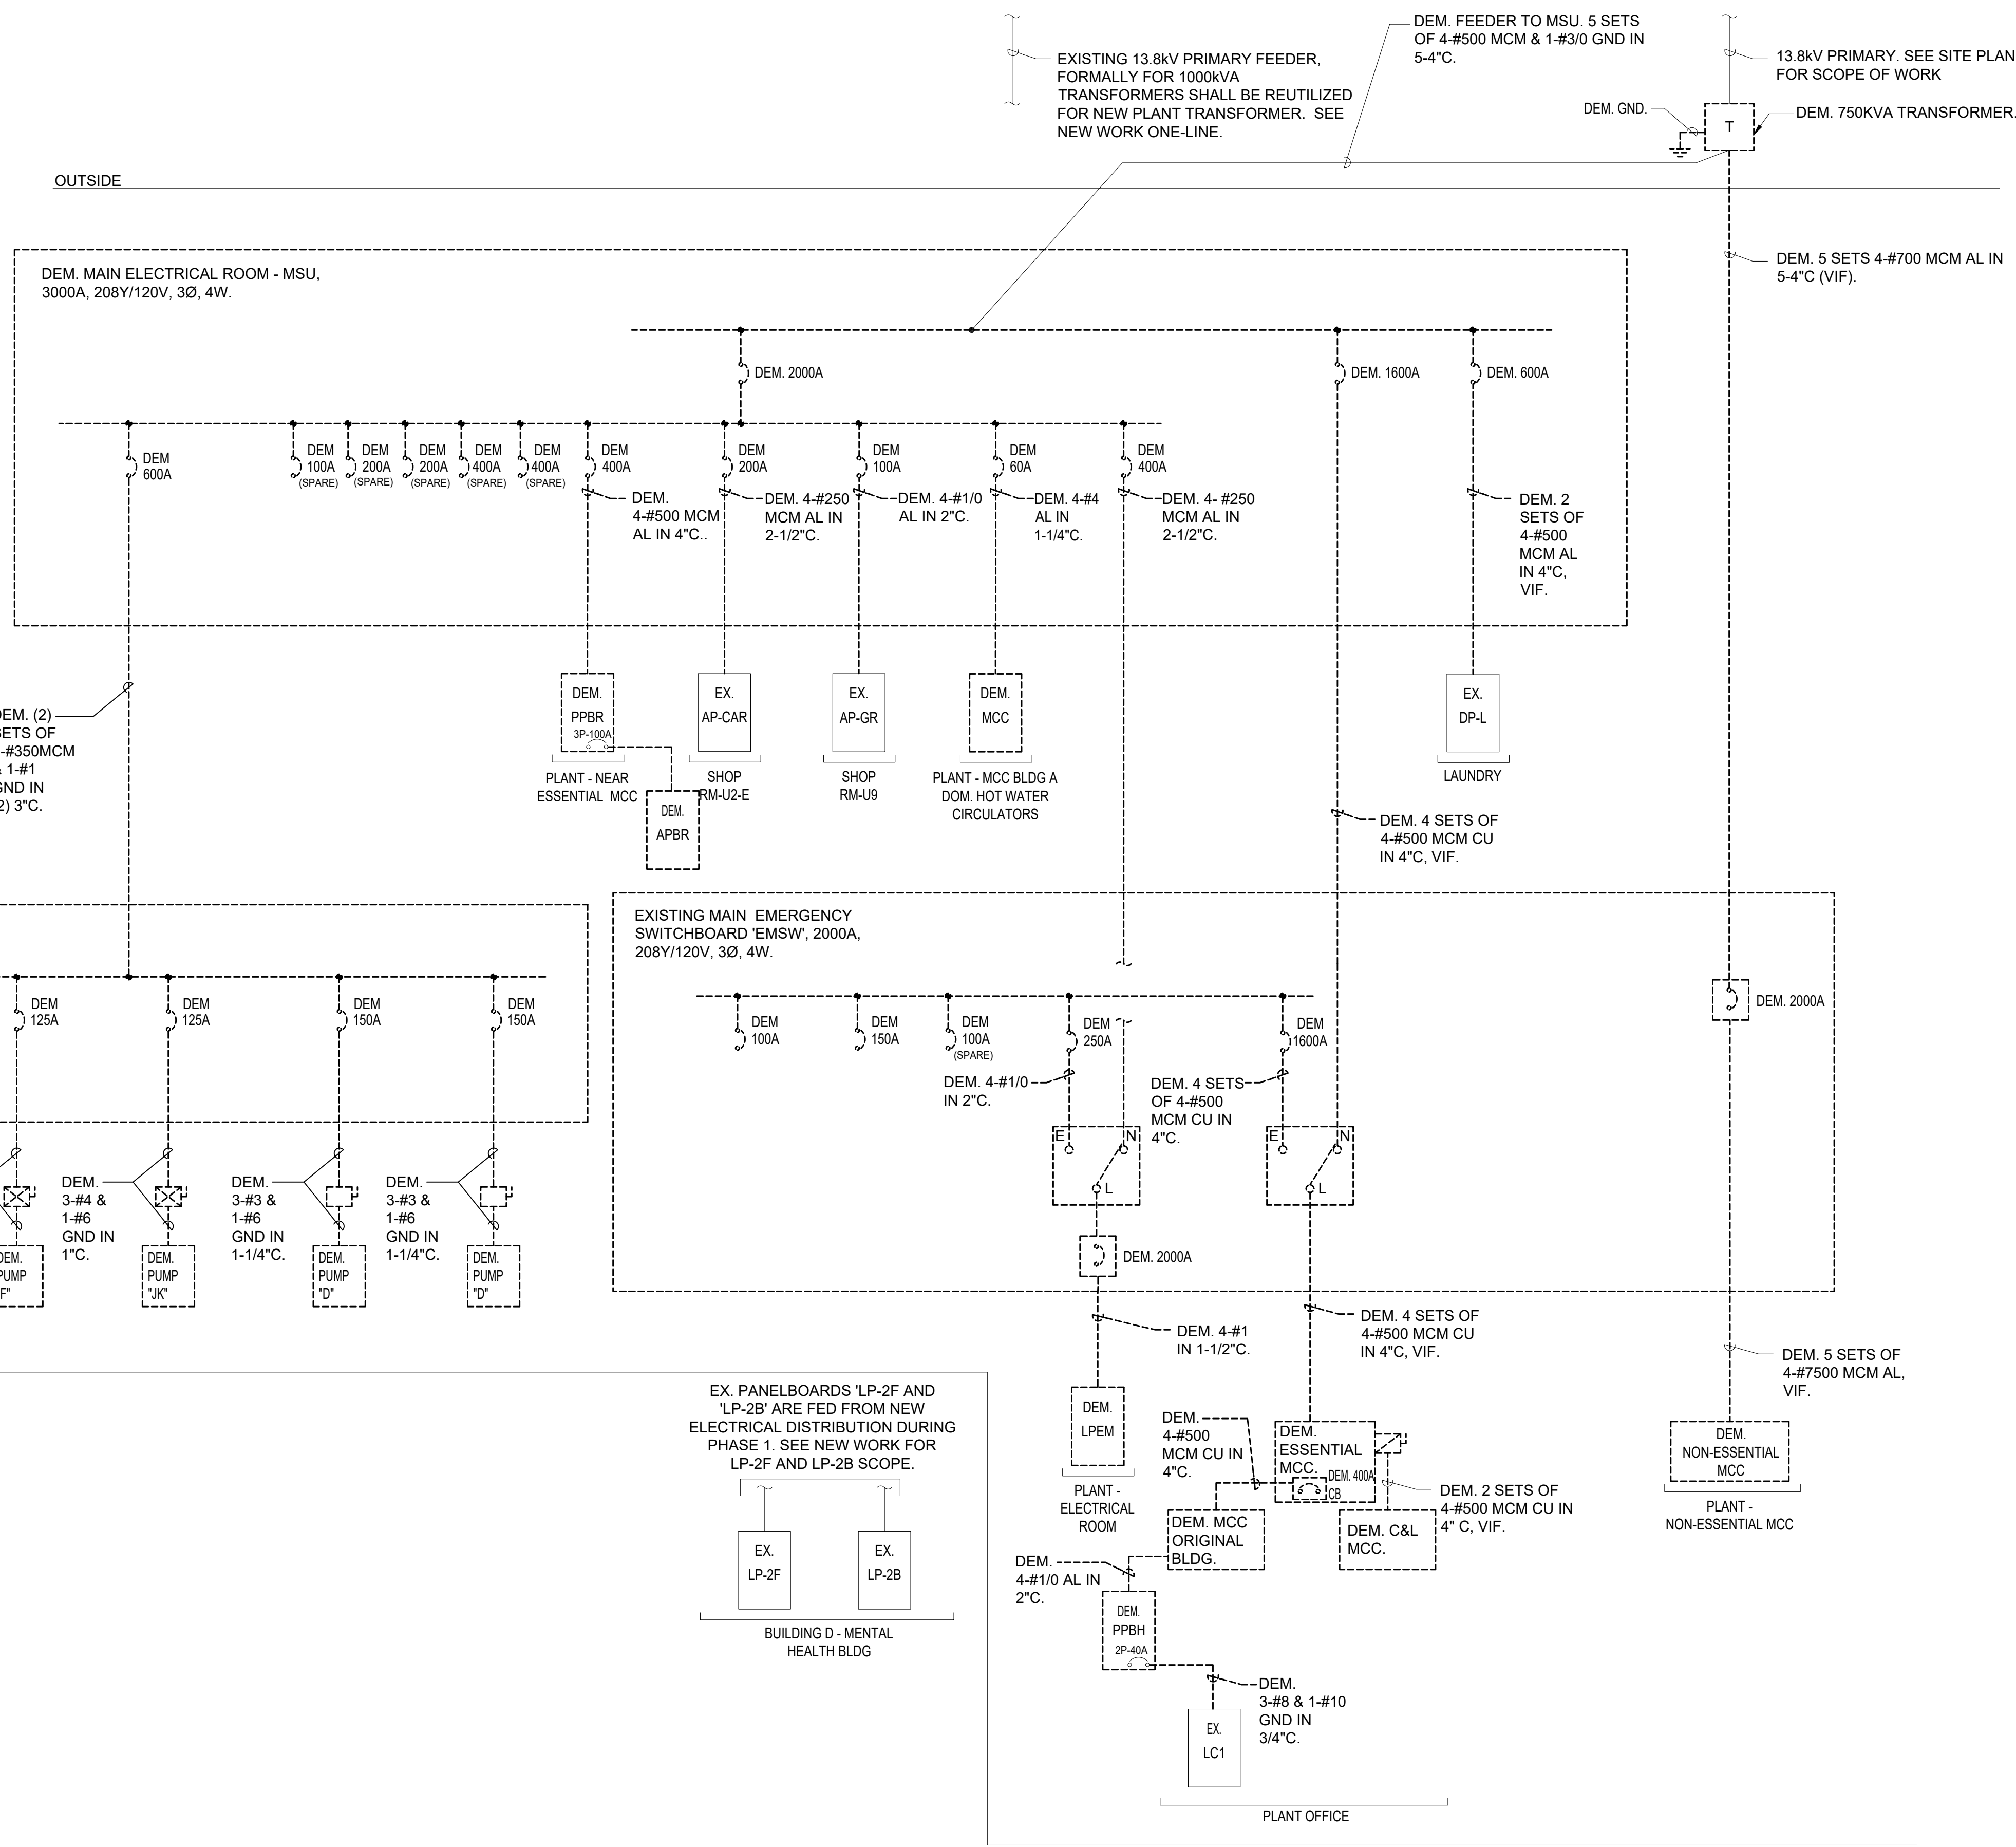 EXISTING 13.8kV PRIMARY FEEDER,
FORMALLY FOR 1000kVA
TRANSFORMERS SHALL BE REUTILIZED
FOR NEW PLANT TRANSFORMER. SEE
NEW WORK ONE-LINE.
DEM. FEEDER TO MSU. 5 SETS
OF 4-#500 MCM & 1-#3/0 GND IN
5-4"C.
13.8kV PRIMARY. SEE SITE PLAN
FOR SCOPE OF WORK
DEM. GND.
T
DEM. 750KVA TRANSFORMER.
OUTSIDE
DEM. 5 SETS 4-#700 MCM AL IN
5-4"C (VIF).
DEM. MAIN ELECTRICAL ROOM - MSU,
3000A, 208Y/120V, 3Ø, 4W.
DEM. 2000A
DEM. 1600A
DEM. 600A
DEM
600A
DEM
100A
(SPARE)
DEM
200A
(SPARE)
DEM
200A
(SPARE)
DEM
400A
(SPARE)
DEM
400A
(SPARE)
DEM
400A
DEM
200A
DEM
100A
DEM
60A
DEM
400A
DEM.
4-#500 MCM
AL IN 4"C..
DEM. 4-#250
MCM AL IN
2-1/2"C.
DEM. 4-#1/0
AL IN 2"C.
DEM. 4-#4
AL IN
1-1/4"C.
DEM. 4- #250
MCM AL IN
2-1/2"C.
DEM. 2
SETS OF
4-#500
MCM AL
IN 4"C,
VIF.
DEM. (2)
SETS OF
-#350MCM
& 1-#1
GND IN
2) 3"C.
DEM.
PPBR
3P-100A
PLANT - NEAR
ESSENTIAL MCC
DEM.
APBR
EX.
AP-CAR
SHOP
RM-U2-E
EX.
AP-GR
SHOP
RM-U9
DEM.
MCC
PLANT - MCC BLDG A
DOM. HOT WATER
CIRCULATORS
EX.
DP-L
LAUNDRY
DEM. 4 SETS OF
4-#500 MCM CU
IN 4"C, VIF.
EXISTING MAIN EMERGENCY
SWITCHBOARD 'EMSW', 2000A,
208Y/120V, 3Ø, 4W.
DEM
125A
DEM
125A
DEM
150A
DEM
150A
DEM
100A
DEM
150A
DEM
100A
(SPARE)
DEM
250A
DEM
1600A
DEM. 2000A
DEM. 4-#1/0
IN 2"C.
DEM. 4 SETS
OF 4-#500
MCM CU IN
4"C.
E
N
L
E
N
L
DEM. 2000A
DEM.
3-#4 &
1-#6
GND IN
1"C.
DEM.
3-#3 &
1-#6
GND IN
1-1/4"C.
DEM.
3-#3 &
1-#6
GND IN
1-1/4"C.
DEM.
PUMP
"F"
DEM.
PUMP
"JK"
DEM.
PUMP
"D"
DEM.
PUMP
"D"
DEM. 4-#1
IN 1-1/2"C.
DEM. 4 SETS OF
4-#500 MCM CU
IN 4"C, VIF.
DEM. 5 SETS OF
4-#7500 MCM AL,
VIF.
EX. PANELBOARDS 'LP-2F AND
'LP-2B' ARE FED FROM NEW
ELECTRICAL DISTRIBUTION DURING
PHASE 1. SEE NEW WORK FOR
LP-2F AND LP-2B SCOPE.
EX.
LP-2F
EX.
LP-2B
BUILDING D - MENTAL
HEALTH BLDG
DEM.
LPEM
PLANT -
ELECTRICAL
ROOM
DEM.
4-#500
MCM CU IN
4"C.
DEM.
ESSENTIAL
MCC.
DEM. 400A
CB
DEM. 2 SETS OF
4-#500 MCM CU IN
4" C, VIF.
DEM.
NON-ESSENTIAL
MCC
PLANT -
NON-ESSENTIAL MCC
DEM. MCC
ORIGINAL
BLDG.
DEM. C&L
MCC.
DEM.
4-#1/0 AL IN
2"C.
DEM.
PPBH
2P-40A
DEM.
3-#8 & 1-#10
GND IN
3/4"C.
EX.
LC1
PLANT OFFICE